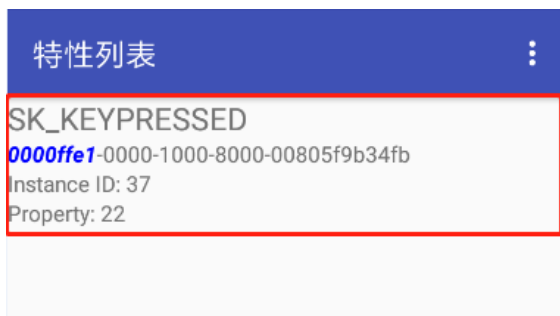 特性列表
SK_KEYPRESSED
0000ffe1-0000-1000-8000-00805f9b34fb
Instance ID: 37
Property: 22